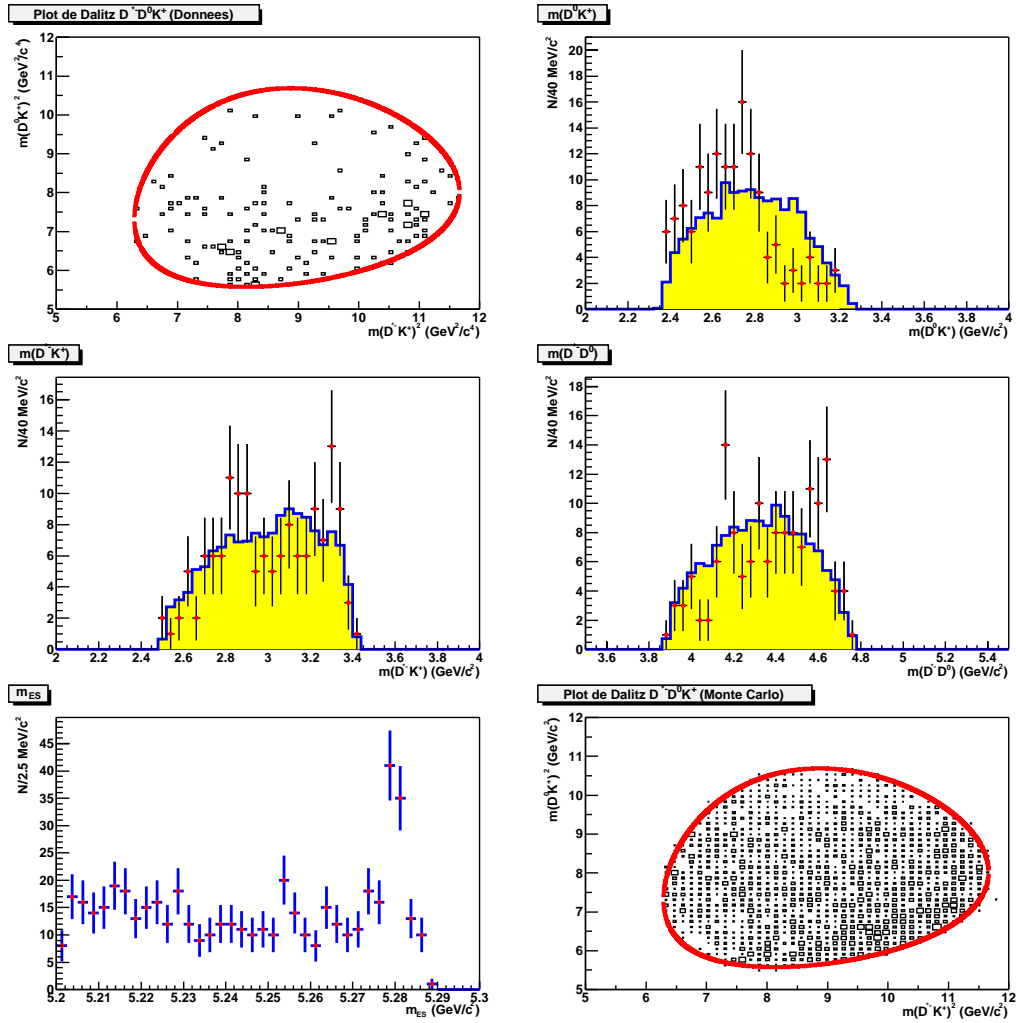 Plot de Dalitz D*-D⁰K⁺ (Donnees)
m(D⁰K⁺)² (GeV²/c⁴)
12
11
10
9
8
7
6
5
5 6 7 8 9 10 11 12
m(D*-K⁺)² (GeV²/c⁴)
m(D⁰K⁺)
N/40 MeV/c²
20
18
16
14
12
10
8
6
4
2
0
2 2.2 2.4 2.6 2.8 3 3.2 3.4 3.6 3.8 4
m(D⁰K⁺) (GeV/c²)
m(D*-K⁺)
N/40 MeV/c²
16
14
12
10
8
6
4
2
0
2 2.2 2.4 2.6 2.8 3 3.2 3.4 3.6 3.8 4
m(D*-K⁺) (GeV/c²)
m(D*-D⁰)
N/40 MeV/c²
18
16
14
12
10
8
6
4
2
0
3.6 3.8 4 4.2 4.4 4.6 4.8 5 5.2 5.4
m(D*-D⁰) (GeV/c²)
m_ES
N/2.5 MeV/c²
45
40
35
30
25
20
15
10
5
0
5.2 5.21 5.22 5.23 5.24 5.25 5.26 5.27 5.28 5.29 5.3
m_ES (GeV/c²)
Plot de Dalitz D*-D⁰K⁺ (Monte Carlo)
m(D⁰K⁺)² (GeV/c²)
12
11
10
9
8
7
6
5
5 6 7 8 9 10 11 12
m(D*-K⁺)² (GeV/c²)